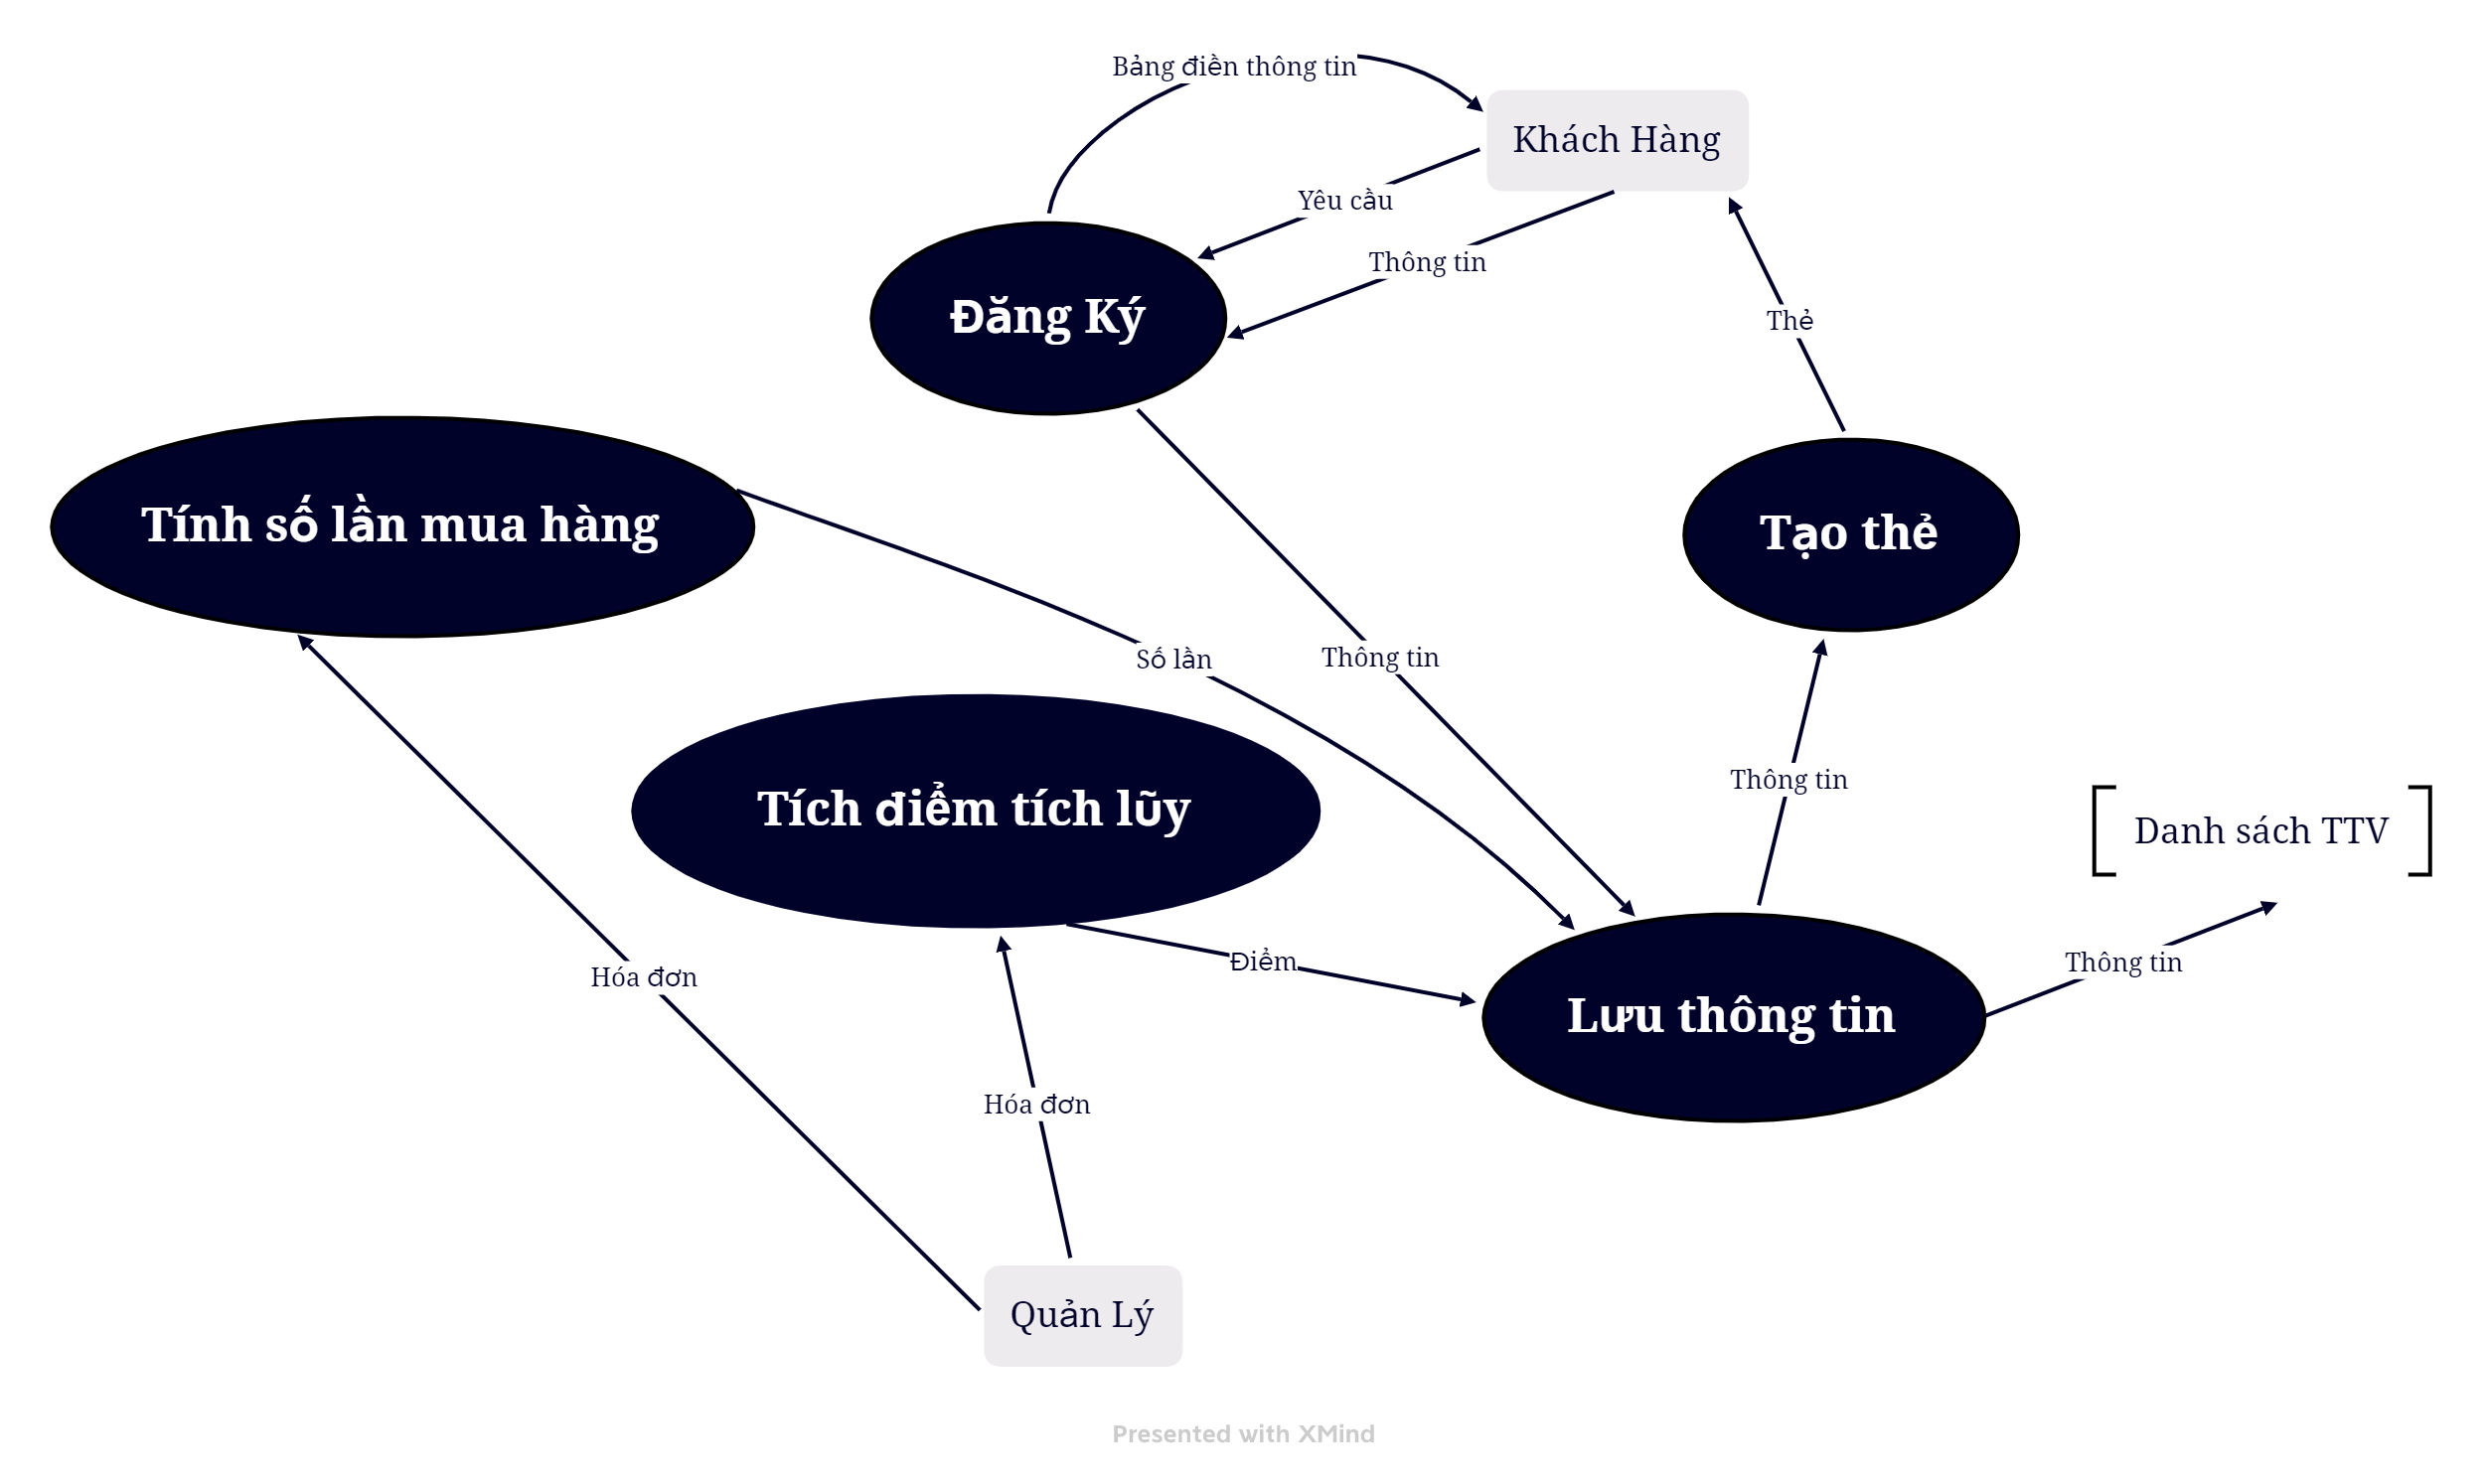 Bảng điền thông tin
Khách Hàng
Yêu cầu
Thông tin
Đăng Ký
Thẻ
Tính số lần mua hàng
Tạo thẻ
Số lần
Thông tin
Thông tin
Tích điểm tích lũy
Danh sách TTV
Điểm
Thông tin
Hóa đơn
Lưu thông tin
Hóa đơn
Quản Lý
Presented with XMind